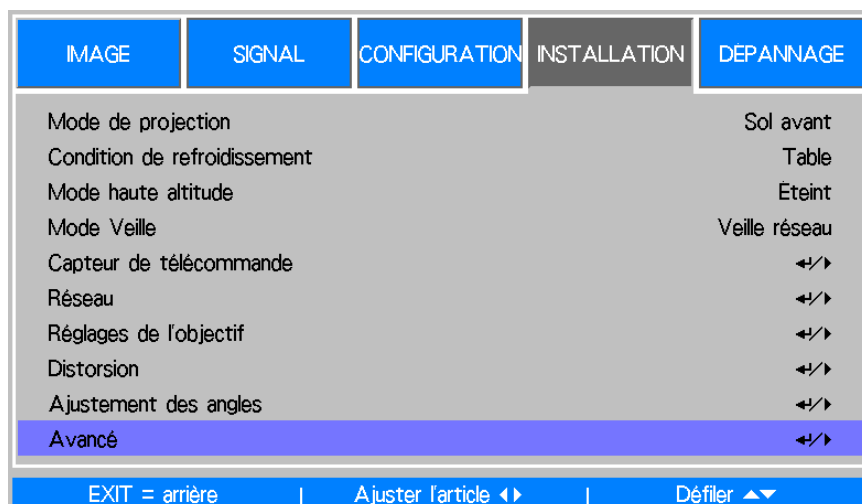 IMAGE SIGNAL CONFIGURATION INSTALLATION DÉPANNAGE
Mode de projection Sol avant
Condition de refroidissement Table
Mode haute altitude Éteint
Mode Veille Veille réseau
Capteur de télécommande ↵/▶
Réseau ↵/▶
Réglages de l'objectif ↵/▶
Distorsion ↵/▶
Ajustement des angles ↵/▶
Avancé ↵/▶
EXIT = arrière | Ajuster l'article ◀▶ | Défiler ▲▼